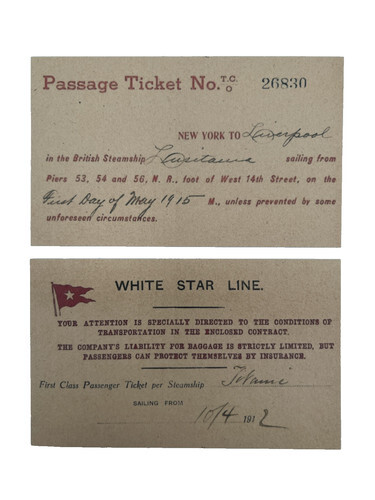 Passage Ticket No. T.C. o 26830
NEW YORK TO Liverpool
in the British Steamship Lusitania sailing from
Piers 53, 54 and 56, N. R., foot of West 14th Street, on the
First Day of May 1915 M., unless prevented by some
unforeseen circumstances.
WHITE STAR LINE.
YOUR ATTENTION IS SPECIALLY DIRECTED TO THE CONDITIONS OF
TRANSPORTATION IN THE ENCLOSED CONTRACT.
THE COMPANY'S LIABILITY FOR BAGGAGE IS STRICTLY LIMITED, BUT
PASSENGERS CAN PROTECT THEMSELVES BY INSURANCE.
First Class Passenger Ticket per Steamship Titanic
SAILING FROM
10/4 1912